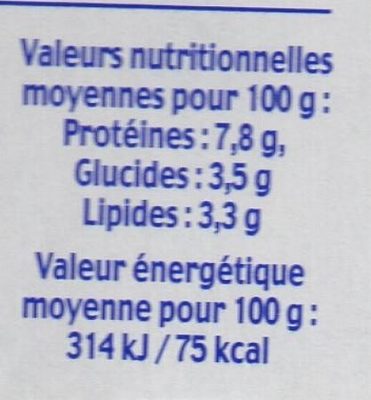 Valeurs nutritionnelles
moyennes pour 100 g :
Protéines : 7,8 g,
Glucides : 3,5 g
Lipides : 3,3 g
Valeur énergétique
moyenne pour 100 g :
314 kJ / 75 kcal